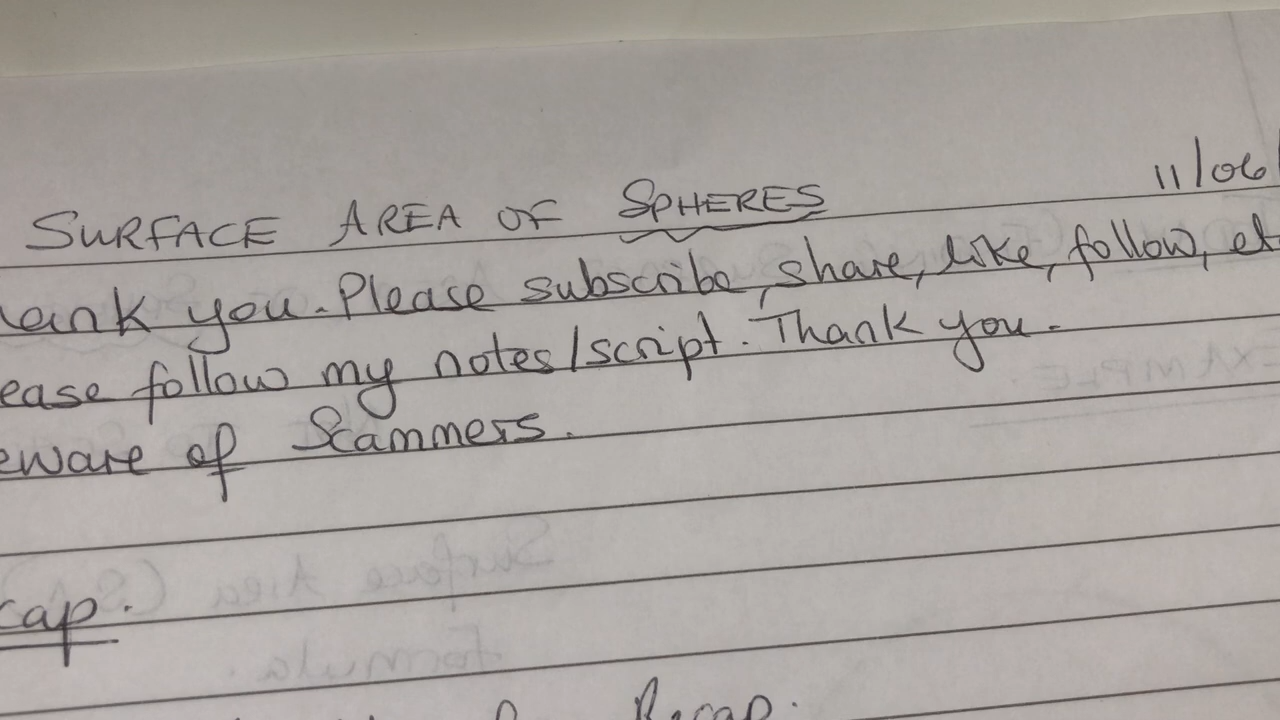 SURFACE AREA OF SPHERES 11/06/
ank you. Please subscribe, share, like, follow, et
ease follow my notes/script. Thank you.
eware of Scammers.
cap.
Recap.